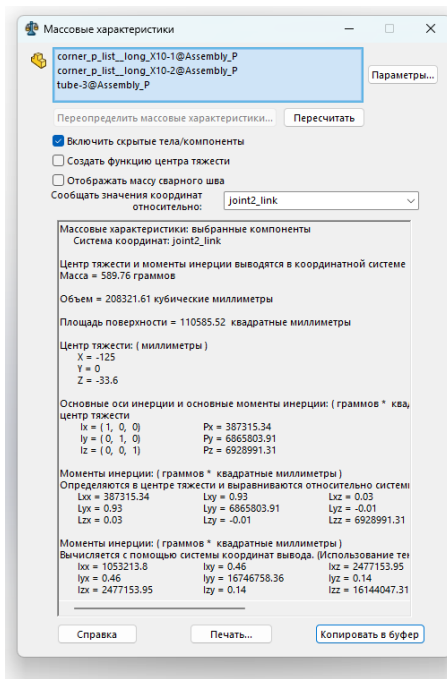 Массовые характеристики
corner_p_list__long_X10-1@Assembly_P
corner_p_list__long_X10-2@Assembly_P
tube-3@Assembly_P
Параметры...
Переопределить массовые характеристики...
Пересчитать
Включить скрытые тела/компоненты
Создать функцию центра тяжести
Отображать массу сварного шва
Сообщать значения координат
относительно:
joint2_link
Массовые характеристики: выбранные компоненты
Система координат: joint2_link
Центр тяжести и моменты инерции выводятся в координатной системе
Масса = 589.76 граммов
Объем = 208321.61 кубические миллиметры
Площадь поверхности = 110585.52 квадратные миллиметры
Центр тяжести: ( миллиметры )
X = -125
Y = 0
Z = -33.6
Основные оси инерции и основные моменты инерции: ( граммов * квад
центр тяжести
Ix = ( 1, 0, 0) Px = 387315.34
Iy = ( 0, 1, 0) Py = 6865803.91
Iz = ( 0, 0, 1) Pz = 6928991.31
Моменты инерции: ( граммов * квадратные миллиметры )
Определяются в центре тяжести и выравниваются относительно систем
Lxx = 387315.34 Lxy = 0.93 Lxz = 0.03
Lyx = 0.93 Lyy = 6865803.91 Lyz = -0.01
Lzx = 0.03 Lzy = -0.01 Lzz = 6928991.31
Моменты инерции: ( граммов * квадратные миллиметры )
Вычисляется с помощью системы координат вывода. (Использование те
Ixx = 1053213.8 Ixy = 0.46 Ixz = 2477153.95
Iyx = 0.46 Iyy = 16746758.36 Iyz = 0.14
Izx = 2477153.95 Izy = 0.14 Izz = 16144047.31
Справка
Печать...
Копировать в буфер